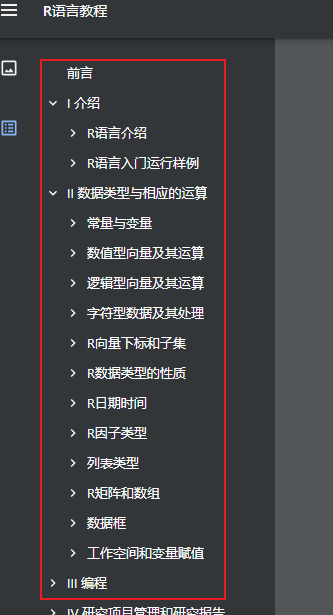 R语言教程
前言
I 介绍
R语言介绍
R语言入门运行样例
II 数据类型与相应的运算
常量与变量
数值型向量及其运算
逻辑型向量及其运算
字符型数据及其处理
R向量下标和子集
R数据类型的性质
R日期时间
R因子类型
列表类型
R矩阵和数组
数据框
工作空间和变量赋值
III 编程
IV 研究项目管理和研究报告